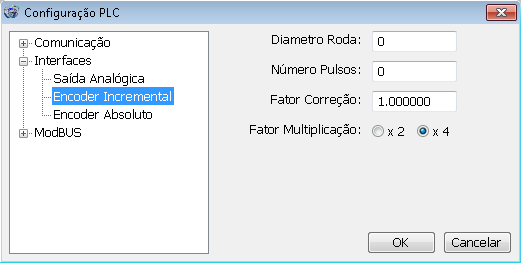 Configuração PLC
Comunicação
Interfaces
Saída Analógica
Encoder Incremental
Encoder Absoluto
ModBUS
Diametro Roda: 0
Número Pulsos: 0
Fator Correção: 1.000000
Fator Multiplicação: x 2 x 4
OK Cancelar